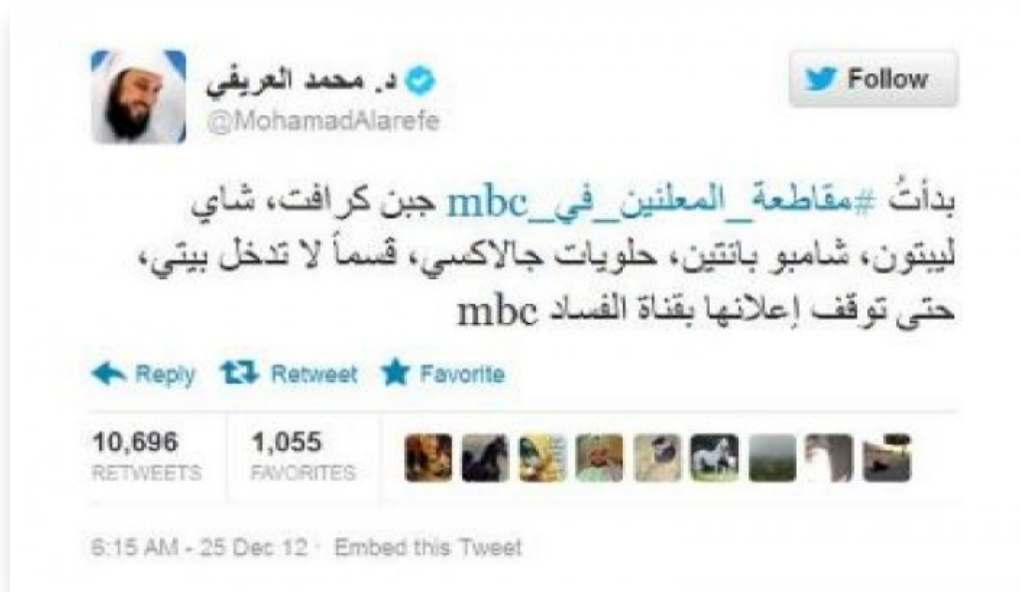 د. محمد العريفي
Follow
@MohamadAlarefe
بدأتُ #مقاطعة_المعلنين_في_mbc جبن كرافت، شاي
ليبتون، شامبو بانتين، حلويات جالاكسي، قسماً لا تدخل بيتي،
حتى توقف إعلانها بقناة الفساد mbc
Reply Retweet Favorite
10,696 1,055
RETWEETS FAVORITES
6:15 AM - 25 Dec 12 · Embed this Tweet